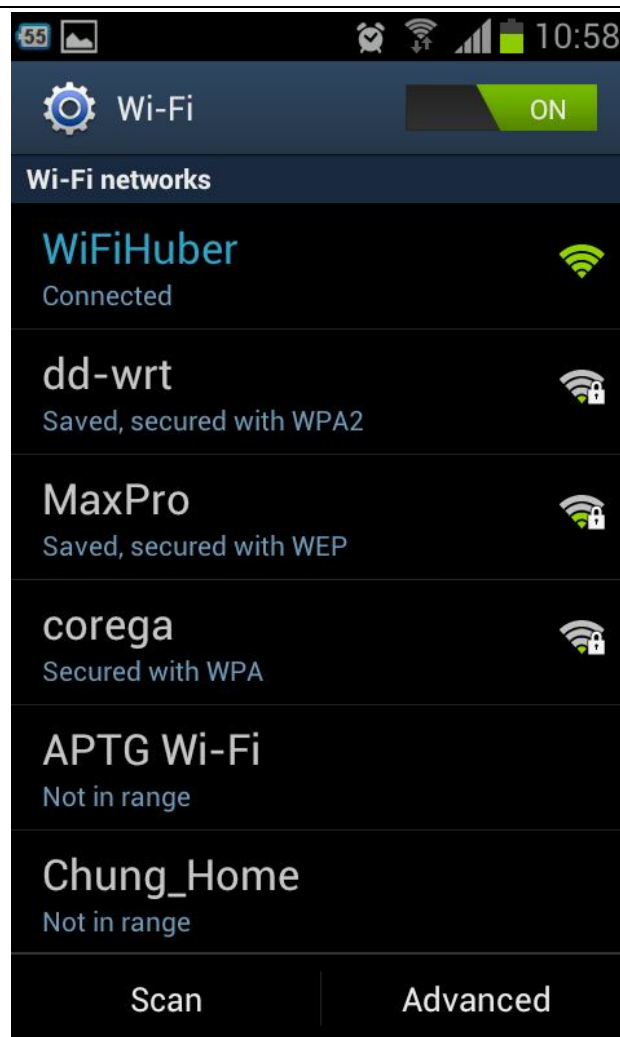 55 10:58
Wi-Fi ON
Wi-Fi networks
WiFiHuber
Connected
dd-wrt
Saved, secured with WPA2
MaxPro
Saved, secured with WEP
corega
Secured with WPA
APTG Wi-Fi
Not in range
Chung_Home
Not in range
Scan Advanced